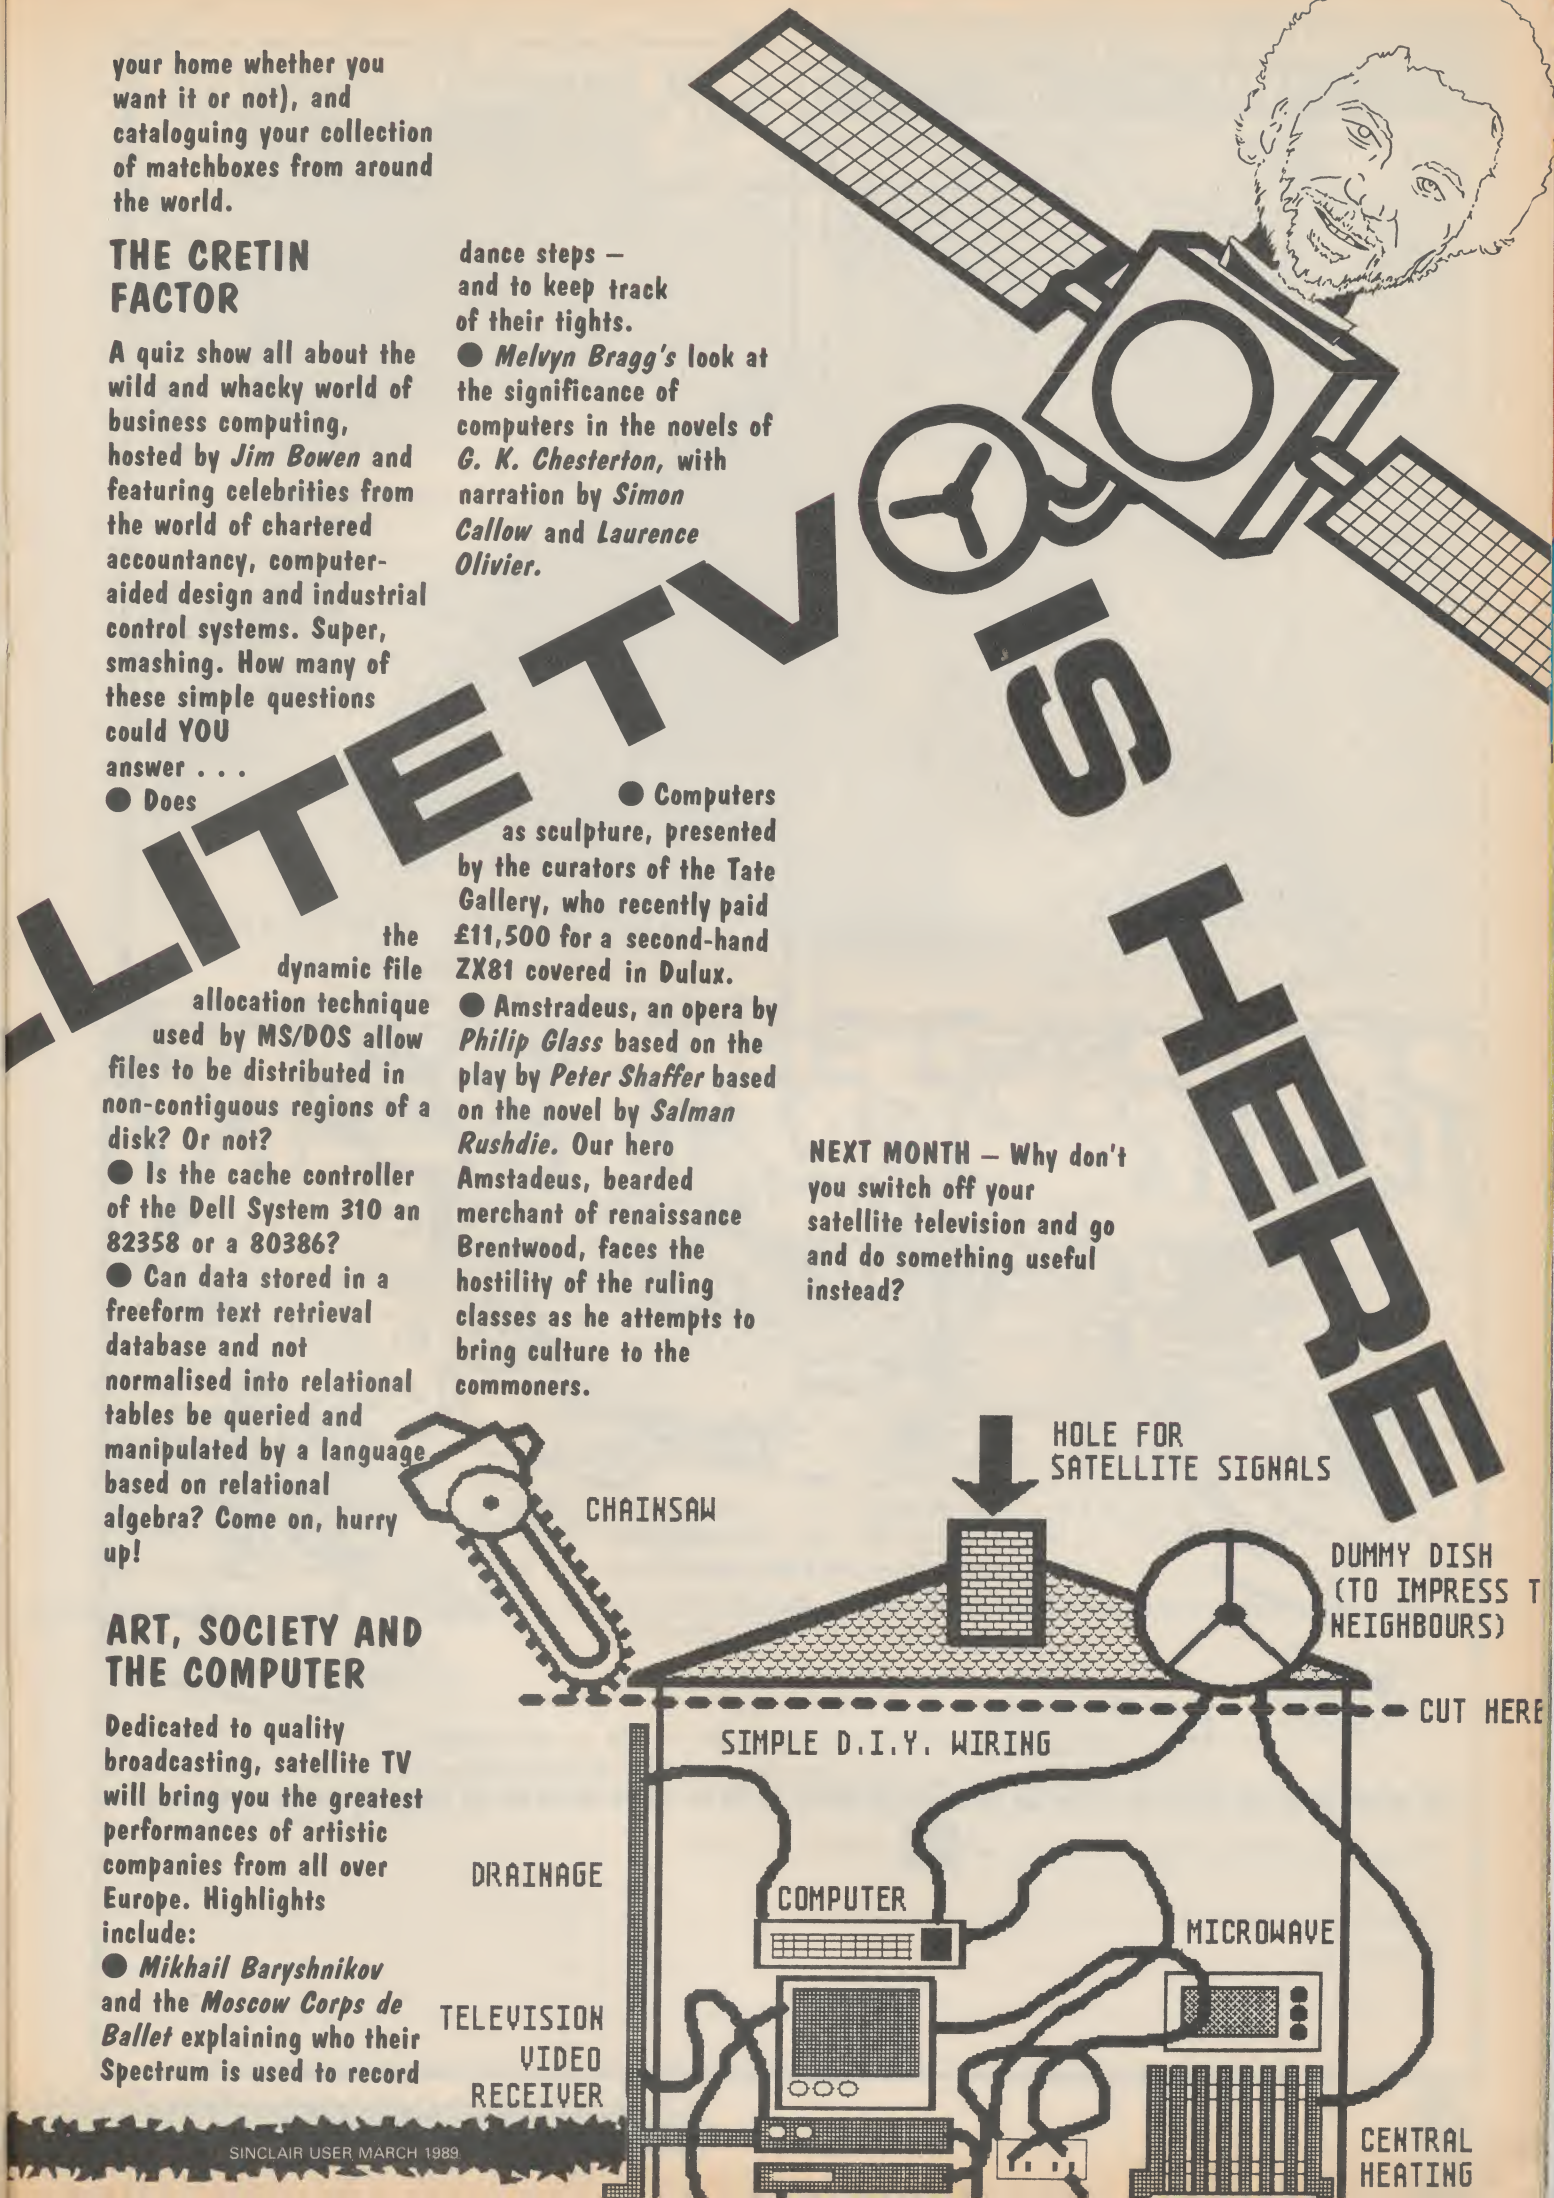 your home whether you
want it or not), and
cataloguing your collection
of matchboxes from around
the world.
THE CRETIN
FACTOR
A quiz show all about the
wild and whacky world of
business computing,
hosted by Jim Bowen and
featuring celebrities from
the world of chartered
accountancy, computer-
aided design and industrial
control systems. Super,
smashing. How many of
these simple questions
could YOU
answer . . .
● Does
the
dynamic file
allocation technique
used by MS/DOS allow
files to be distributed in
non-contiguous regions of a
disk? Or not?
● Is the cache controller
of the Dell System 310 an
82358 or a 80386?
● Can data stored in a
freeform text retrieval
database and not
normalised into relational
tables be queried and
manipulated by a language
based on relational
algebra? Come on, hurry
up!
ART, SOCIETY AND
THE COMPUTER
Dedicated to quality
broadcasting, satellite TV
will bring you the greatest
performances of artistic
companies from all over
Europe. Highlights
include:
● Mikhail Baryshnikov
and the Moscow Corps de
Ballet explaining who their
Spectrum is used to record
dance steps –
and to keep track
of their tights.
● Melvyn Bragg's look at
the significance of
computers in the novels of
G. K. Chesterton, with
narration by Simon
Callow and Laurence
Olivier.
● Computers
as sculpture, presented
by the curators of the Tate
Gallery, who recently paid
£11,500 for a second-hand
ZX81 covered in Dulux.
● Amstradeus, an opera by
Philip Glass based on the
play by Peter Shaffer based
on the novel by Salman
Rushdie. Our hero
Amstadeus, bearded
merchant of renaissance
Brentwood, faces the
hostility of the ruling
classes as he attempts to
bring culture to the
commoners.
NEXT MONTH – Why don't
you switch off your
satellite television and go
and do something useful
instead?
LLITE TV
IS HERE
CHAINSAW
HOLE FOR
SATELLITE SIGNALS
DUMMY DISH
(TO IMPRESS T
NEIGHBOURS)
CUT HERE
SIMPLE D.I.Y. WIRING
DRAINAGE
COMPUTER
MICROWAVE
TELEVISION
VIDEO
RECEIVER
CENTRAL
HEATING
SINCLAIR USER MARCH 1989